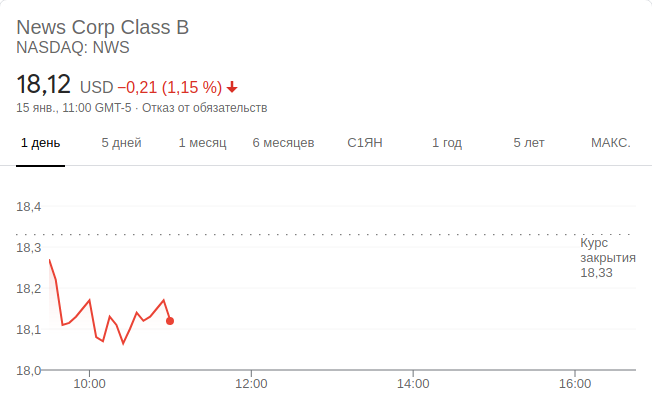 News Corp Class B
NASDAQ: NWS
18,12 USD −0,21 (1,15 %)
15 янв., 11:00 GMT-5 · Отказ от обязательств
1 день 5 дней 1 месяц 6 месяцев С1ЯН 1 год 5 лет МАКС.
18,4
18,3
18,2
18,1
18,0
Курс
закрытия
18,33
10:00 12:00 14:00 16:00